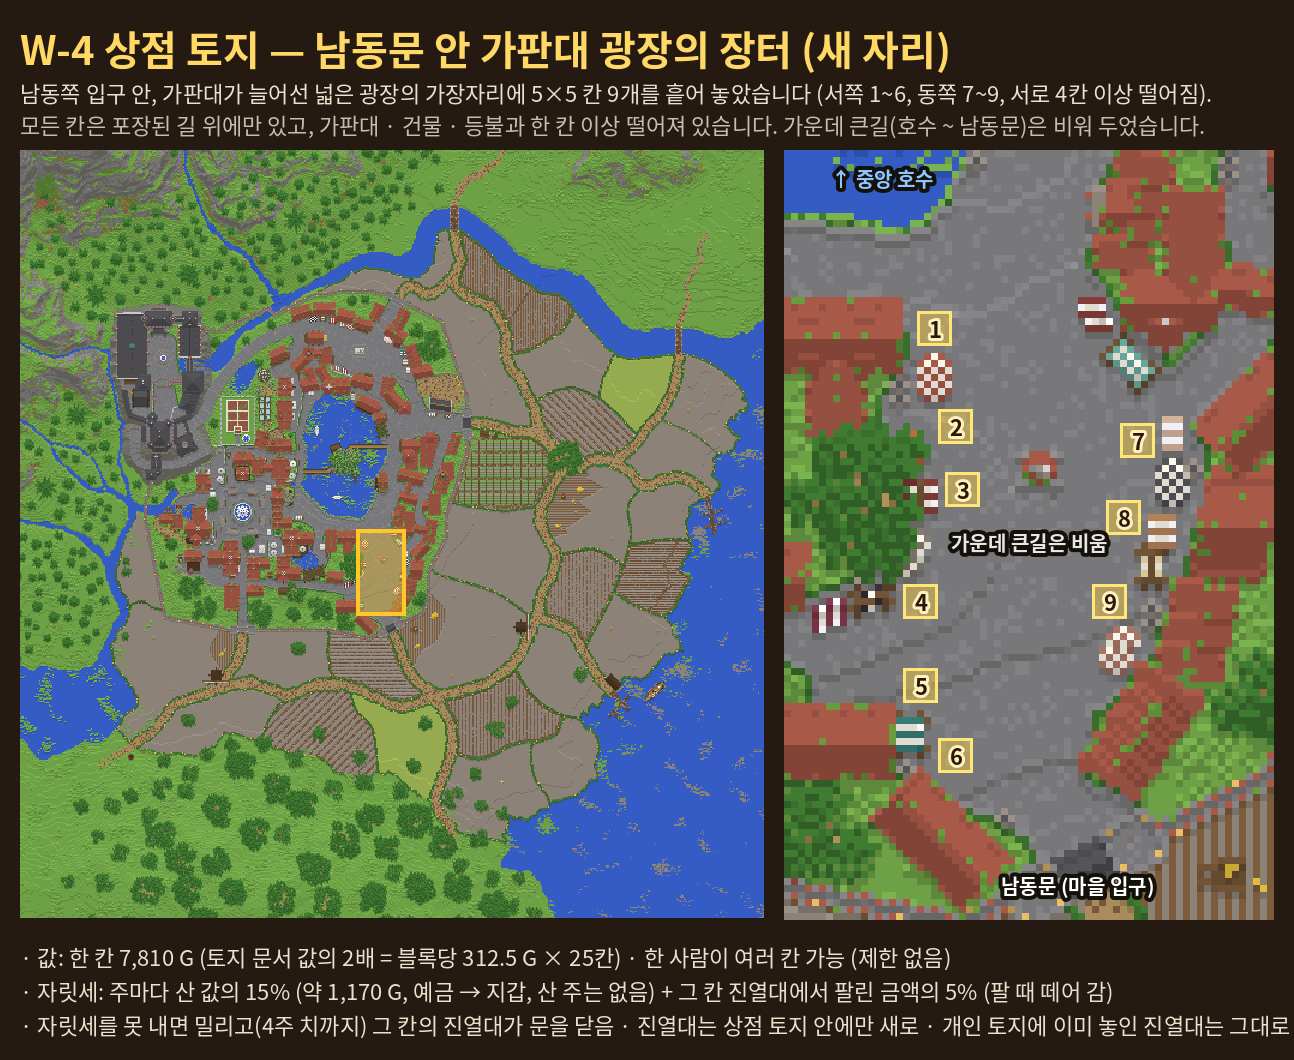 W-4 상점 토지 — 남동문 안 가판대 광장의 장터 (새 자리)
남동쪽 입구 안, 가판대가 늘어선 넓은 광장의 가장자리에 5×5 칸 9개를 흩어 놓았습니다 (서쪽 1~6, 동쪽 7~9, 서로 4칸 이상 떨어짐).
모든 칸은 포장된 길 위에만 있고, 가판대 · 건물 · 등불과 한 칸 이상 떨어져 있습니다. 가운데 큰길(호수 ~ 남동문)은 비워 두었습니다.
↑ 중앙 호수
1
2
7
3
8
가운데 큰길은 비움
4
9
5
6
남동문 (마을 입구)
· 값: 한 칸 7,810 G (토지 문서 값의 2배 = 블록당 312.5 G × 25칸) · 한 사람이 여러 칸 가능 (제한 없음)
· 자릿세: 주마다 산 값의 15% (약 1,170 G, 예금 → 지갑, 산 주는 없음) + 그 칸 진열대에서 팔린 금액의 5% (팔 때 떼어 감)
· 자릿세를 못 내면 밀리고(4주 치까지) 그 칸의 진열대가 문을 닫음 · 진열대는 상점 토지 안에만 새로 · 개인 토지에 이미 놓인 진열대는 그대로